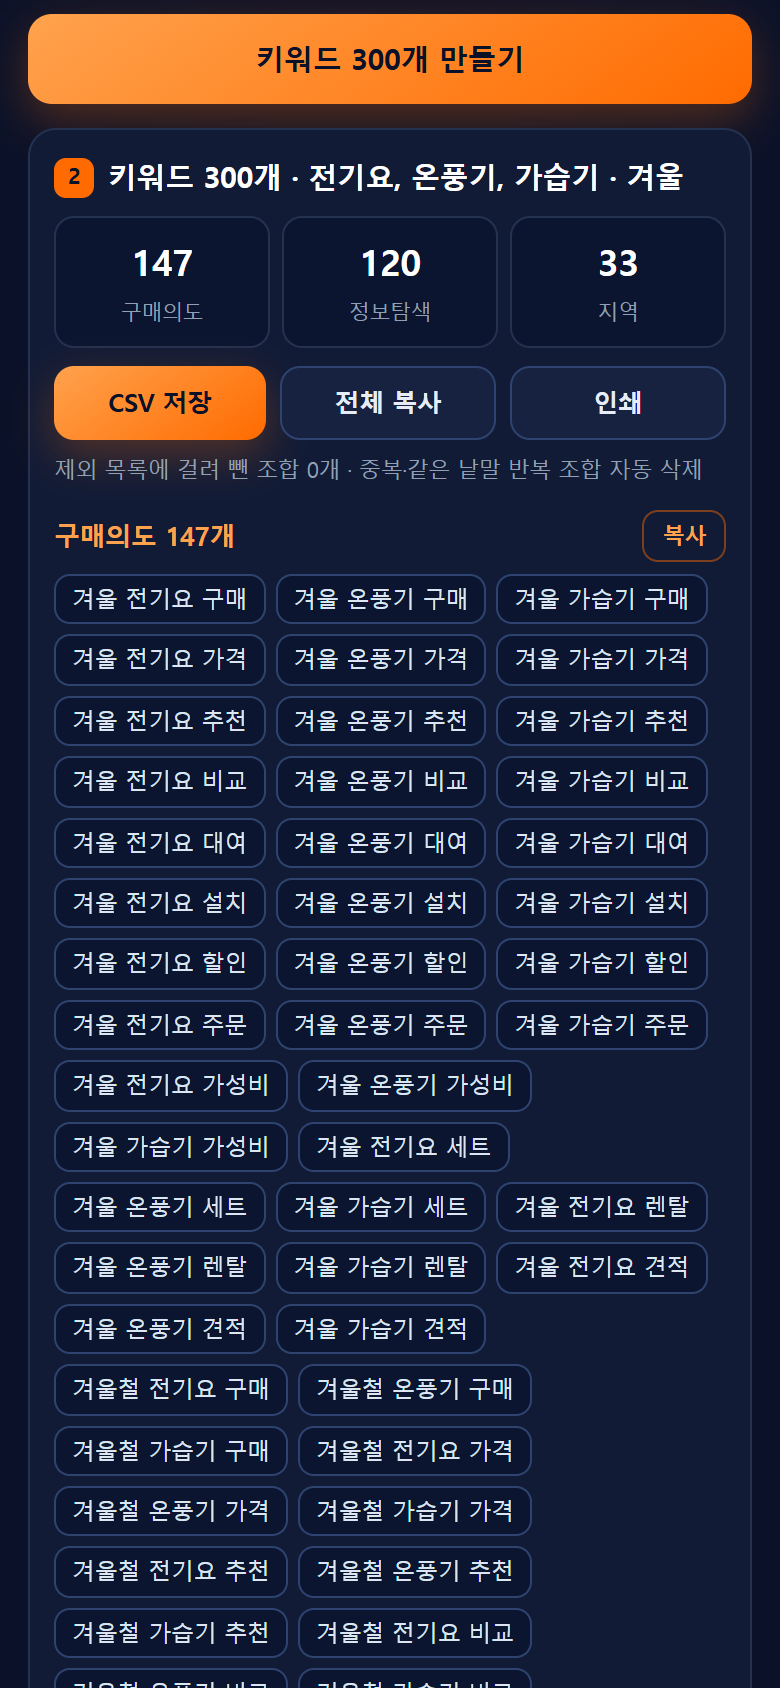 키워드 300개 만들기
2 키워드 300개 · 전기요, 온풍기, 가습기 · 겨울
147 120 33
구매의도 정보탐색 지역
CSV 저장 전체 복사 인쇄
제외 목록에 걸려 뺀 조합 0개 · 중복·같은 낱말 반복 조합 자동 삭제
구매의도 147개 복사
겨울 전기요 구매 겨울 온풍기 구매 겨울 가습기 구매
겨울 전기요 가격 겨울 온풍기 가격 겨울 가습기 가격
겨울 전기요 추천 겨울 온풍기 추천 겨울 가습기 추천
겨울 전기요 비교 겨울 온풍기 비교 겨울 가습기 비교
겨울 전기요 대여 겨울 온풍기 대여 겨울 가습기 대여
겨울 전기요 설치 겨울 온풍기 설치 겨울 가습기 설치
겨울 전기요 할인 겨울 온풍기 할인 겨울 가습기 할인
겨울 전기요 주문 겨울 온풍기 주문 겨울 가습기 주문
겨울 전기요 가성비 겨울 온풍기 가성비
겨울 가습기 가성비 겨울 전기요 세트
겨울 온풍기 세트 겨울 가습기 세트 겨울 전기요 렌탈
겨울 온풍기 렌탈 겨울 가습기 렌탈 겨울 전기요 견적
겨울 온풍기 견적 겨울 가습기 견적
겨울철 전기요 구매 겨울철 온풍기 구매
겨울철 가습기 구매 겨울철 전기요 가격
겨울철 온풍기 가격 겨울철 가습기 가격
겨울철 전기요 추천 겨울철 온풍기 추천
겨울철 가습기 추천 겨울철 전기요 비교